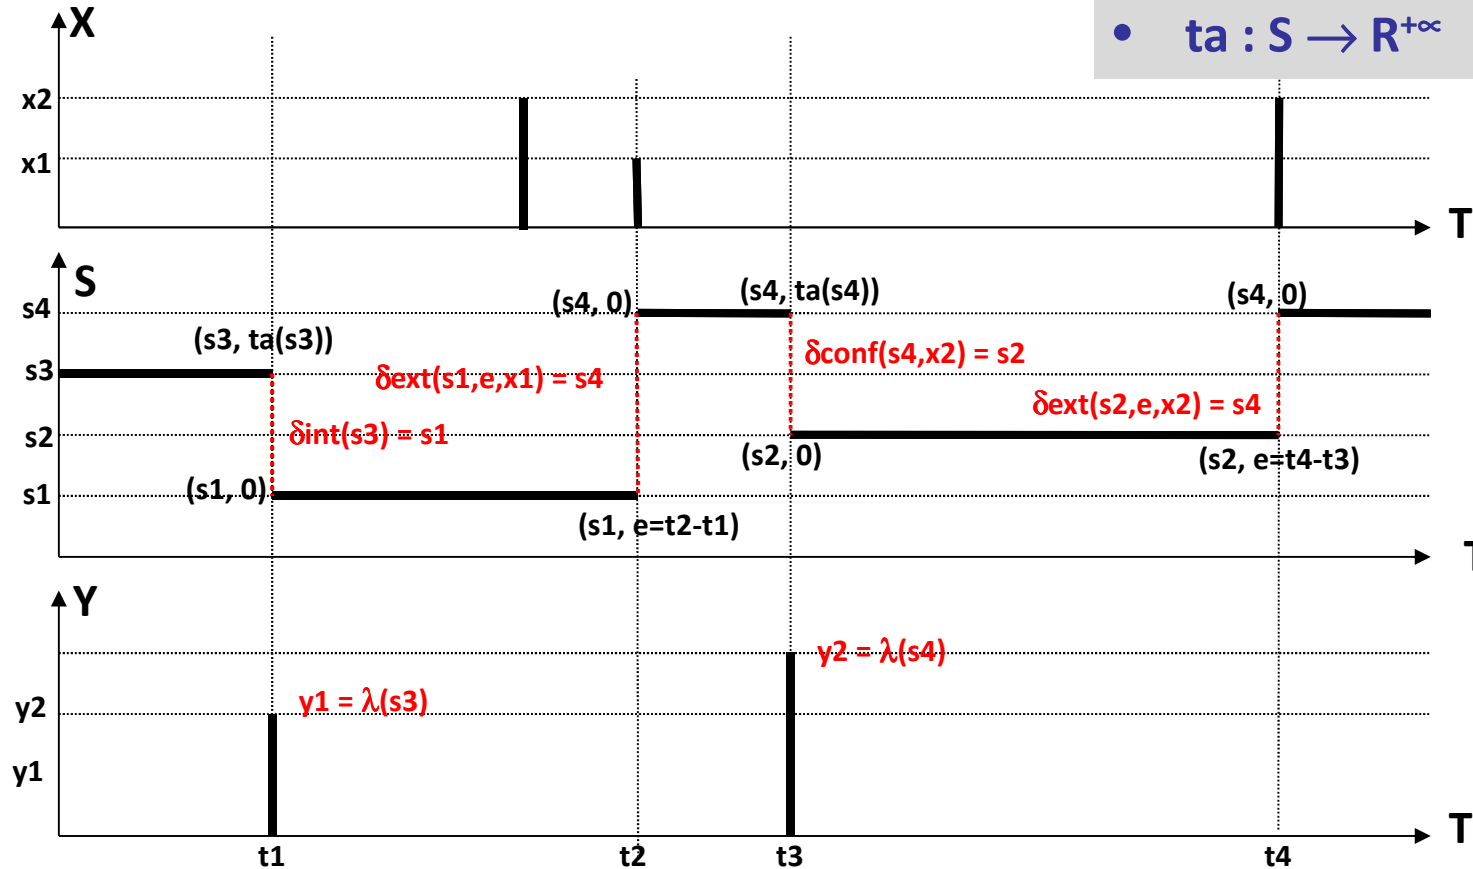 X
• ta : S → R+∝
x2
x1
T
S
s4
(s4, 0)
(s4, ta(s4))
(s4, 0)
(s3, ta(s3))
δconf(s4,x2) = s2
s3
δext(s1,e,x1) = s4
δext(s2,e,x2) = s4
s2
δint(s3) = s1
(s2, 0)
(s2, e=t4-t3)
s1
(s1, 0)
(s1, e=t2-t1)
T
Y
y2 = λ(s4)
y1 = λ(s3)
y2
y1
T
t1
t2
t3
t4